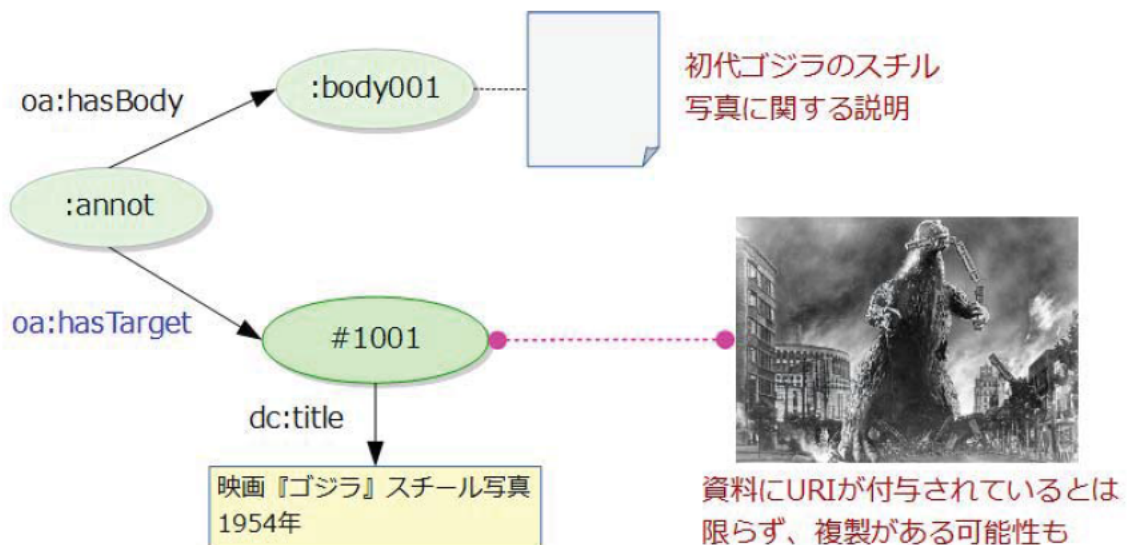 oa:hasBody
:body001
初代ゴジラのスチル
写真に関する説明
:annot
oa:hasTarget
#1001
dc:title
映画『ゴジラ』スチール写真
1954年
資料にURIが付与されているとは
限らず、複製がある可能性も